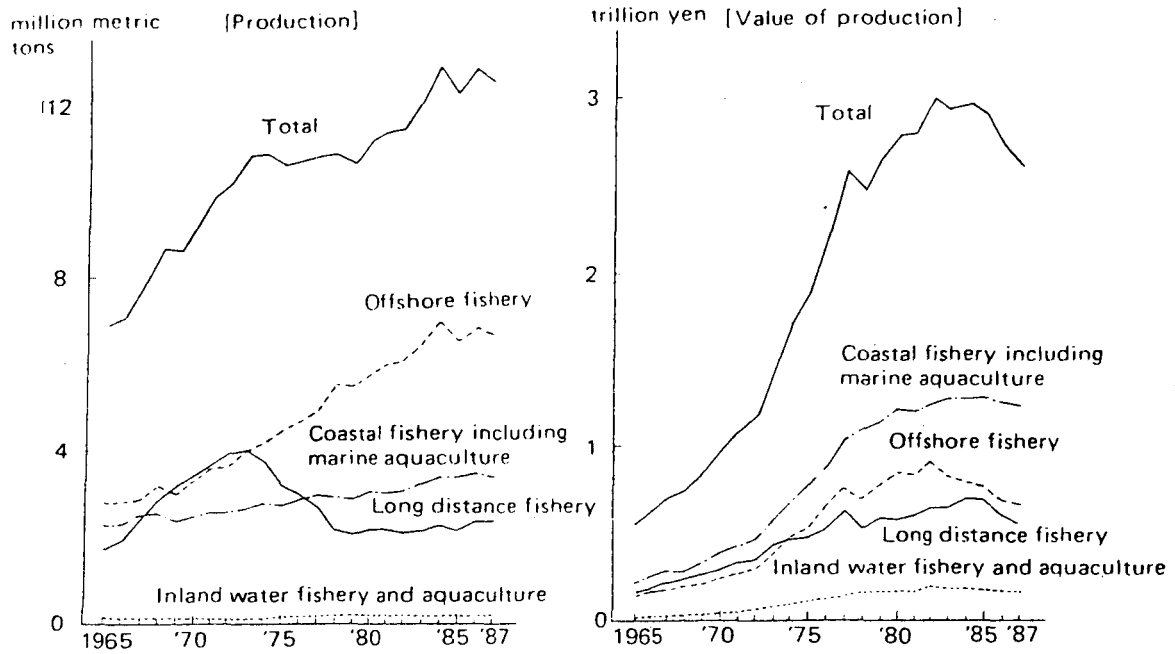 million metric tons [Production]
12
Total
8
Offshore fishery
4
Coastal fishery including
marine aquaculture
Long distance fishery
Inland water fishery and aquaculture
0
1965 '70 '75 '80 '85 '87
trillion yen [Value of production]
3
Total
2
Coastal fishery including
marine aquaculture
1
Offshore fishery
Long distance fishery
Inland water fishery and aquaculture
0
1965 '70 '75 '80 '85 '87